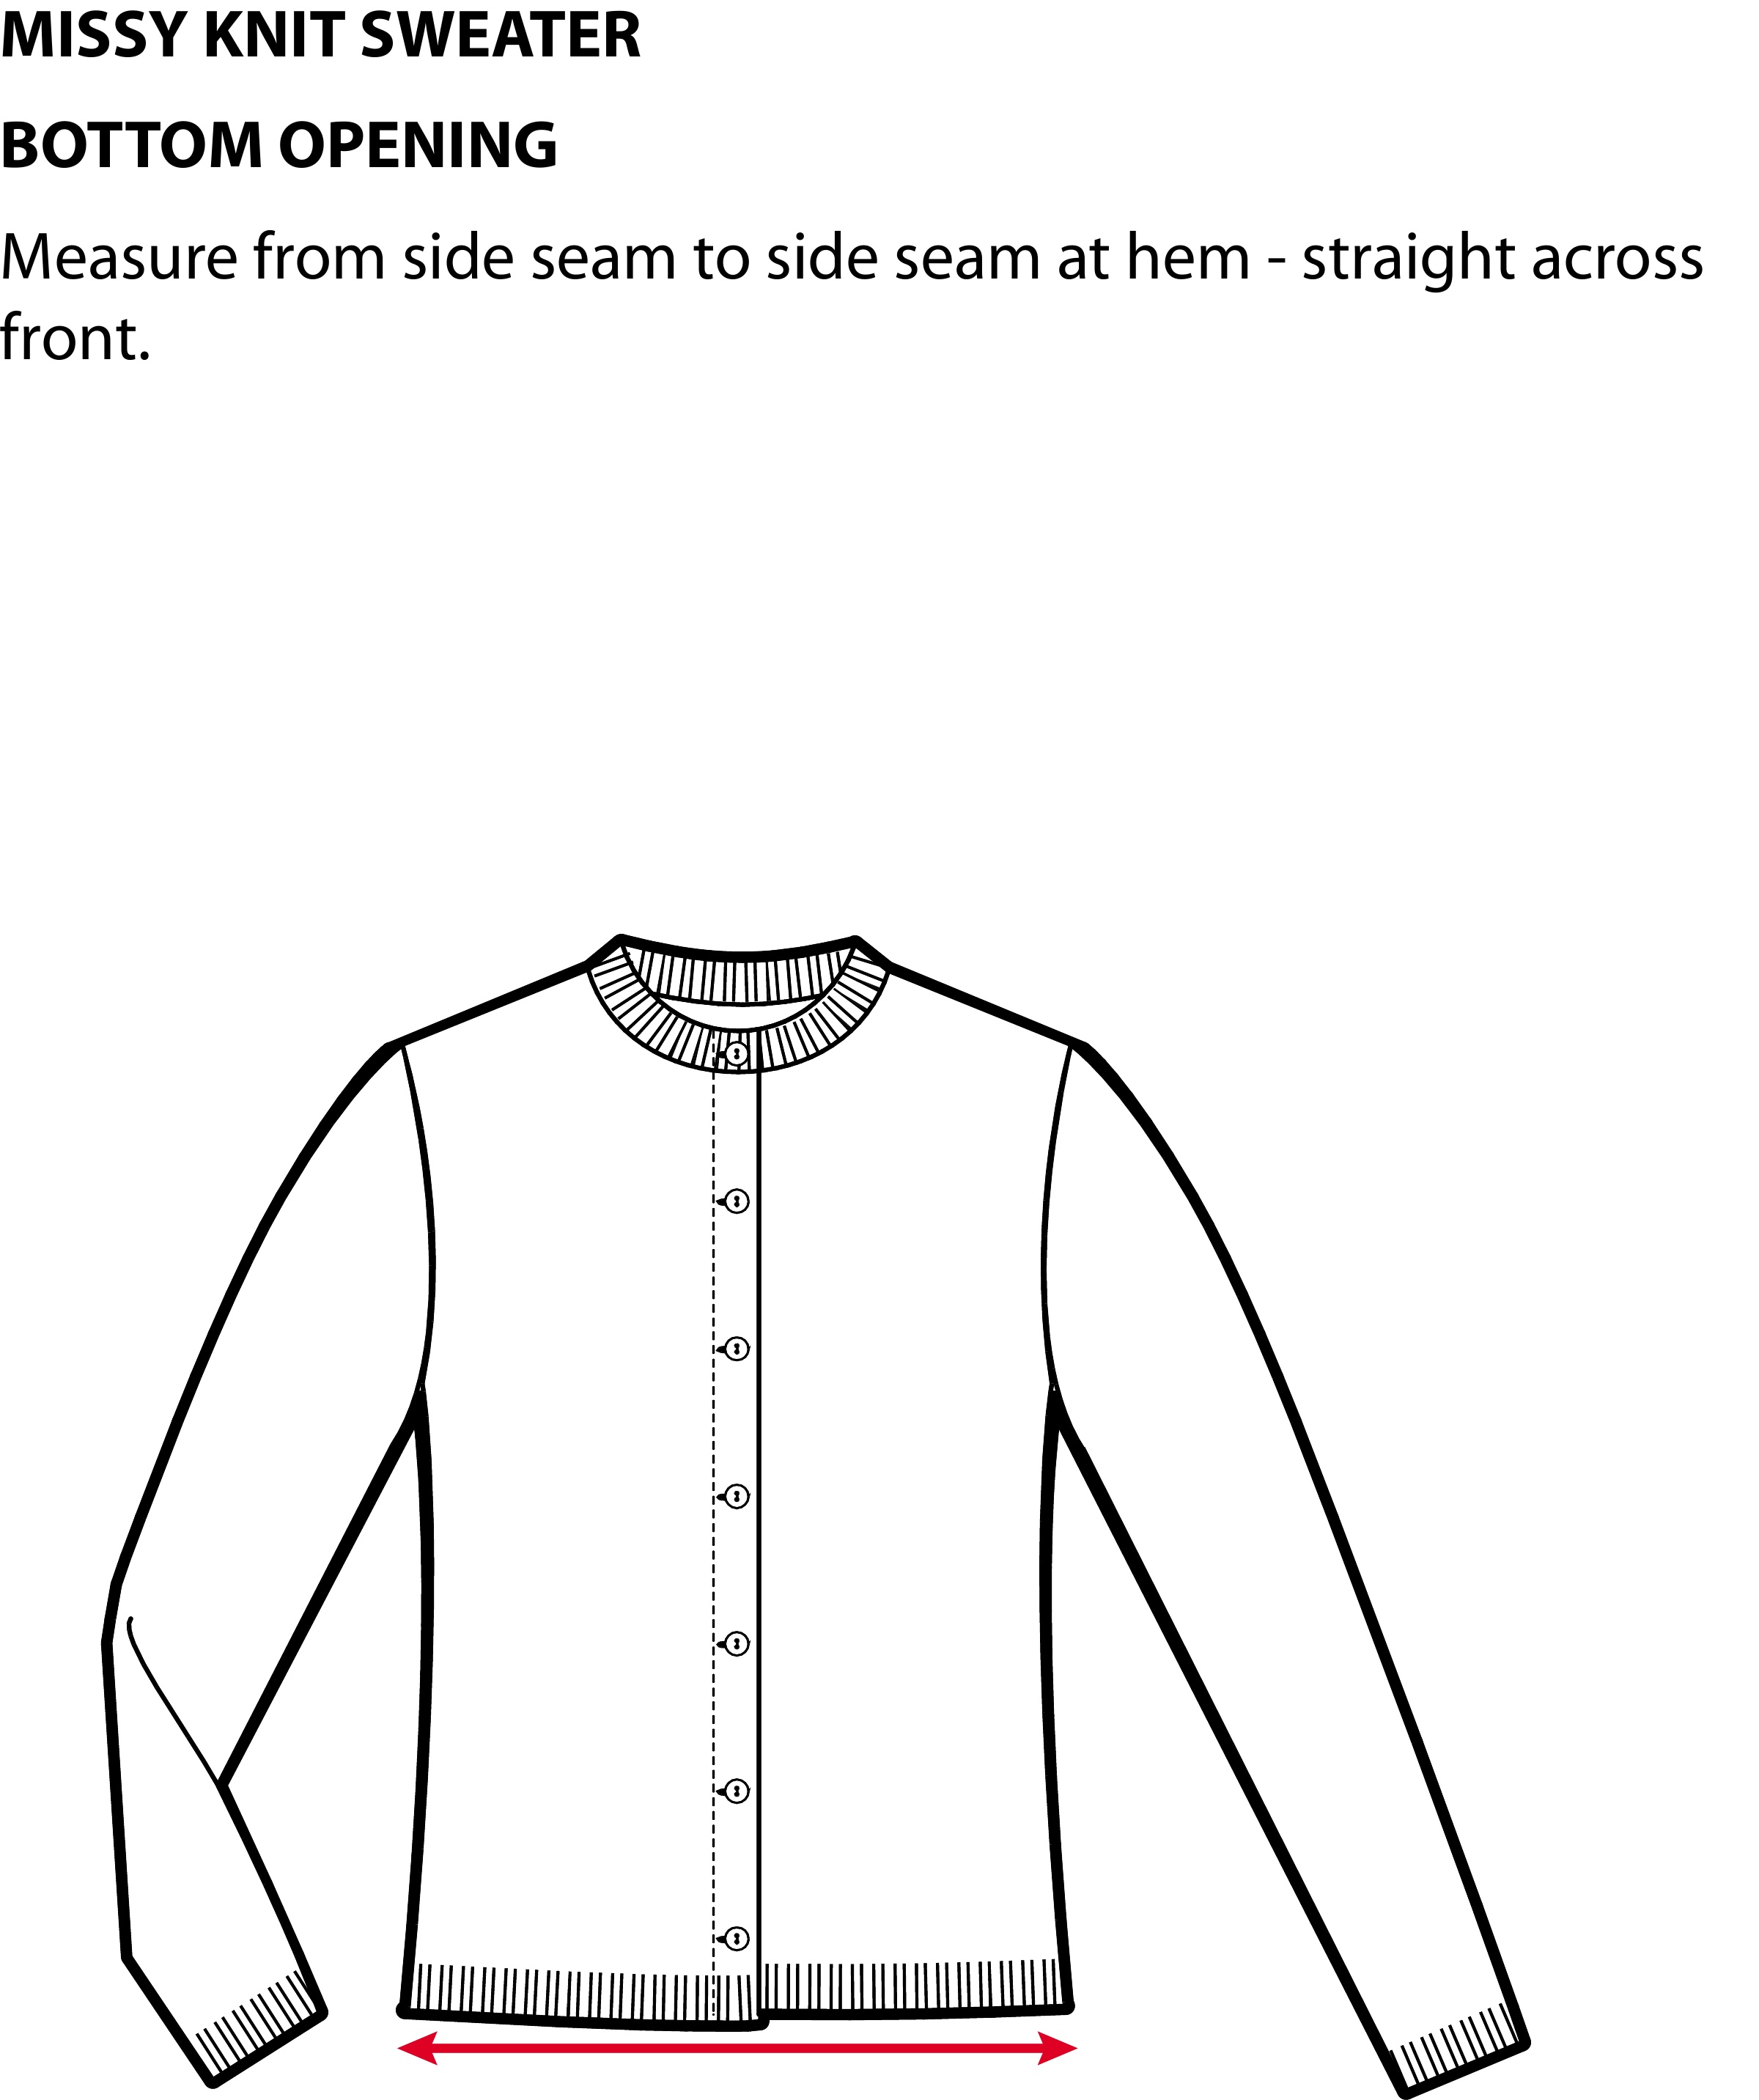 MISSY KNIT SWEATER
BOTTOM OPENING
Measure from side seam to side seam at hem - straight across
front.